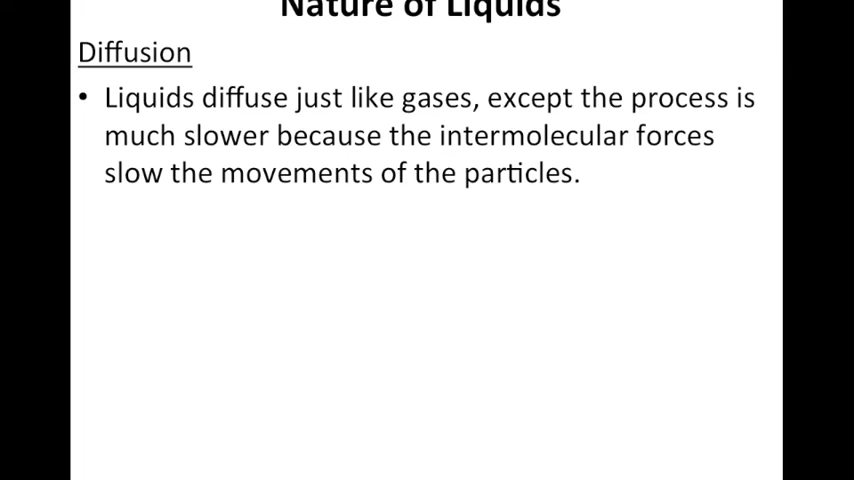 Nature of Liquids
Diffusion
• Liquids diffuse just like gases, except the process is
much slower because the intermolecular forces
slow the movements of the particles.